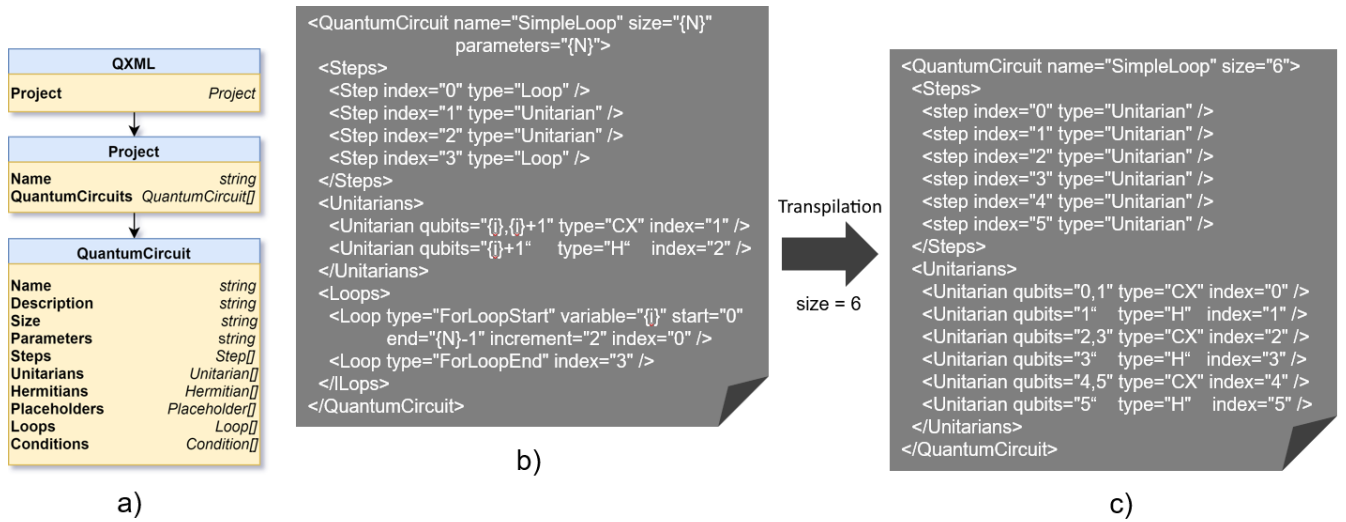 QXML
Project Project
Project
Name string
QuantumCircuits QuantumCircuit[]
QuantumCircuit
Name string
Description string
Size string
Parameters string
Steps Step[]
Unitarians Unitarian[]
Hermitians Hermitian[]
Placeholders Placeholder[]
Loops Loop[]
Conditions Condition[]
a)
<QuantumCircuit name="SimpleLoop" size="{N}"
parameters="{N}">
<Steps>
<Step index="0" type="Loop" />
<Step index="1" type="Unitarian" />
<Step index="2" type="Unitarian" />
<Step index="3" type="Loop" />
</Steps>
<Unitarians>
<Unitarian qubits="{i},{i}+1" type="CX" index="1" />
<Unitarian qubits="{i}+1“ type="H“ index="2" />
</Unitarians>
<Loops>
<Loop type="ForLoopStart" variable="{i}" start="0"
end="{N}-1" increment="2" index="0" />
<Loop type="ForLoopEnd" index="3" />
</lLops>
</QuantumCircuit>
b)
Transpilation
size = 6
<QuantumCircuit name="SimpleLoop" size="6">
<Steps>
<step index="0" type="Unitarian" />
<step index="1" type="Unitarian" />
<step index="2" type="Unitarian" />
<step index="3" type="Unitarian" />
<step index="4" type="Unitarian" />
<step index="5" type="Unitarian" />
</Steps>
<Unitarians>
<Unitarian qubits="0,1" type="CX" index="0" />
<Unitarian qubits="1“ type="H" index="1" />
<Unitarian qubits="2,3" type="CX" index="2" />
<Unitarian qubits="3“ type="H“ index="3" />
<Unitarian qubits="4,5" type="CX" index="4" />
<Unitarian qubits="5“ type="H" index="5" />
</Unitarians>
</QuantumCircuit>
c)